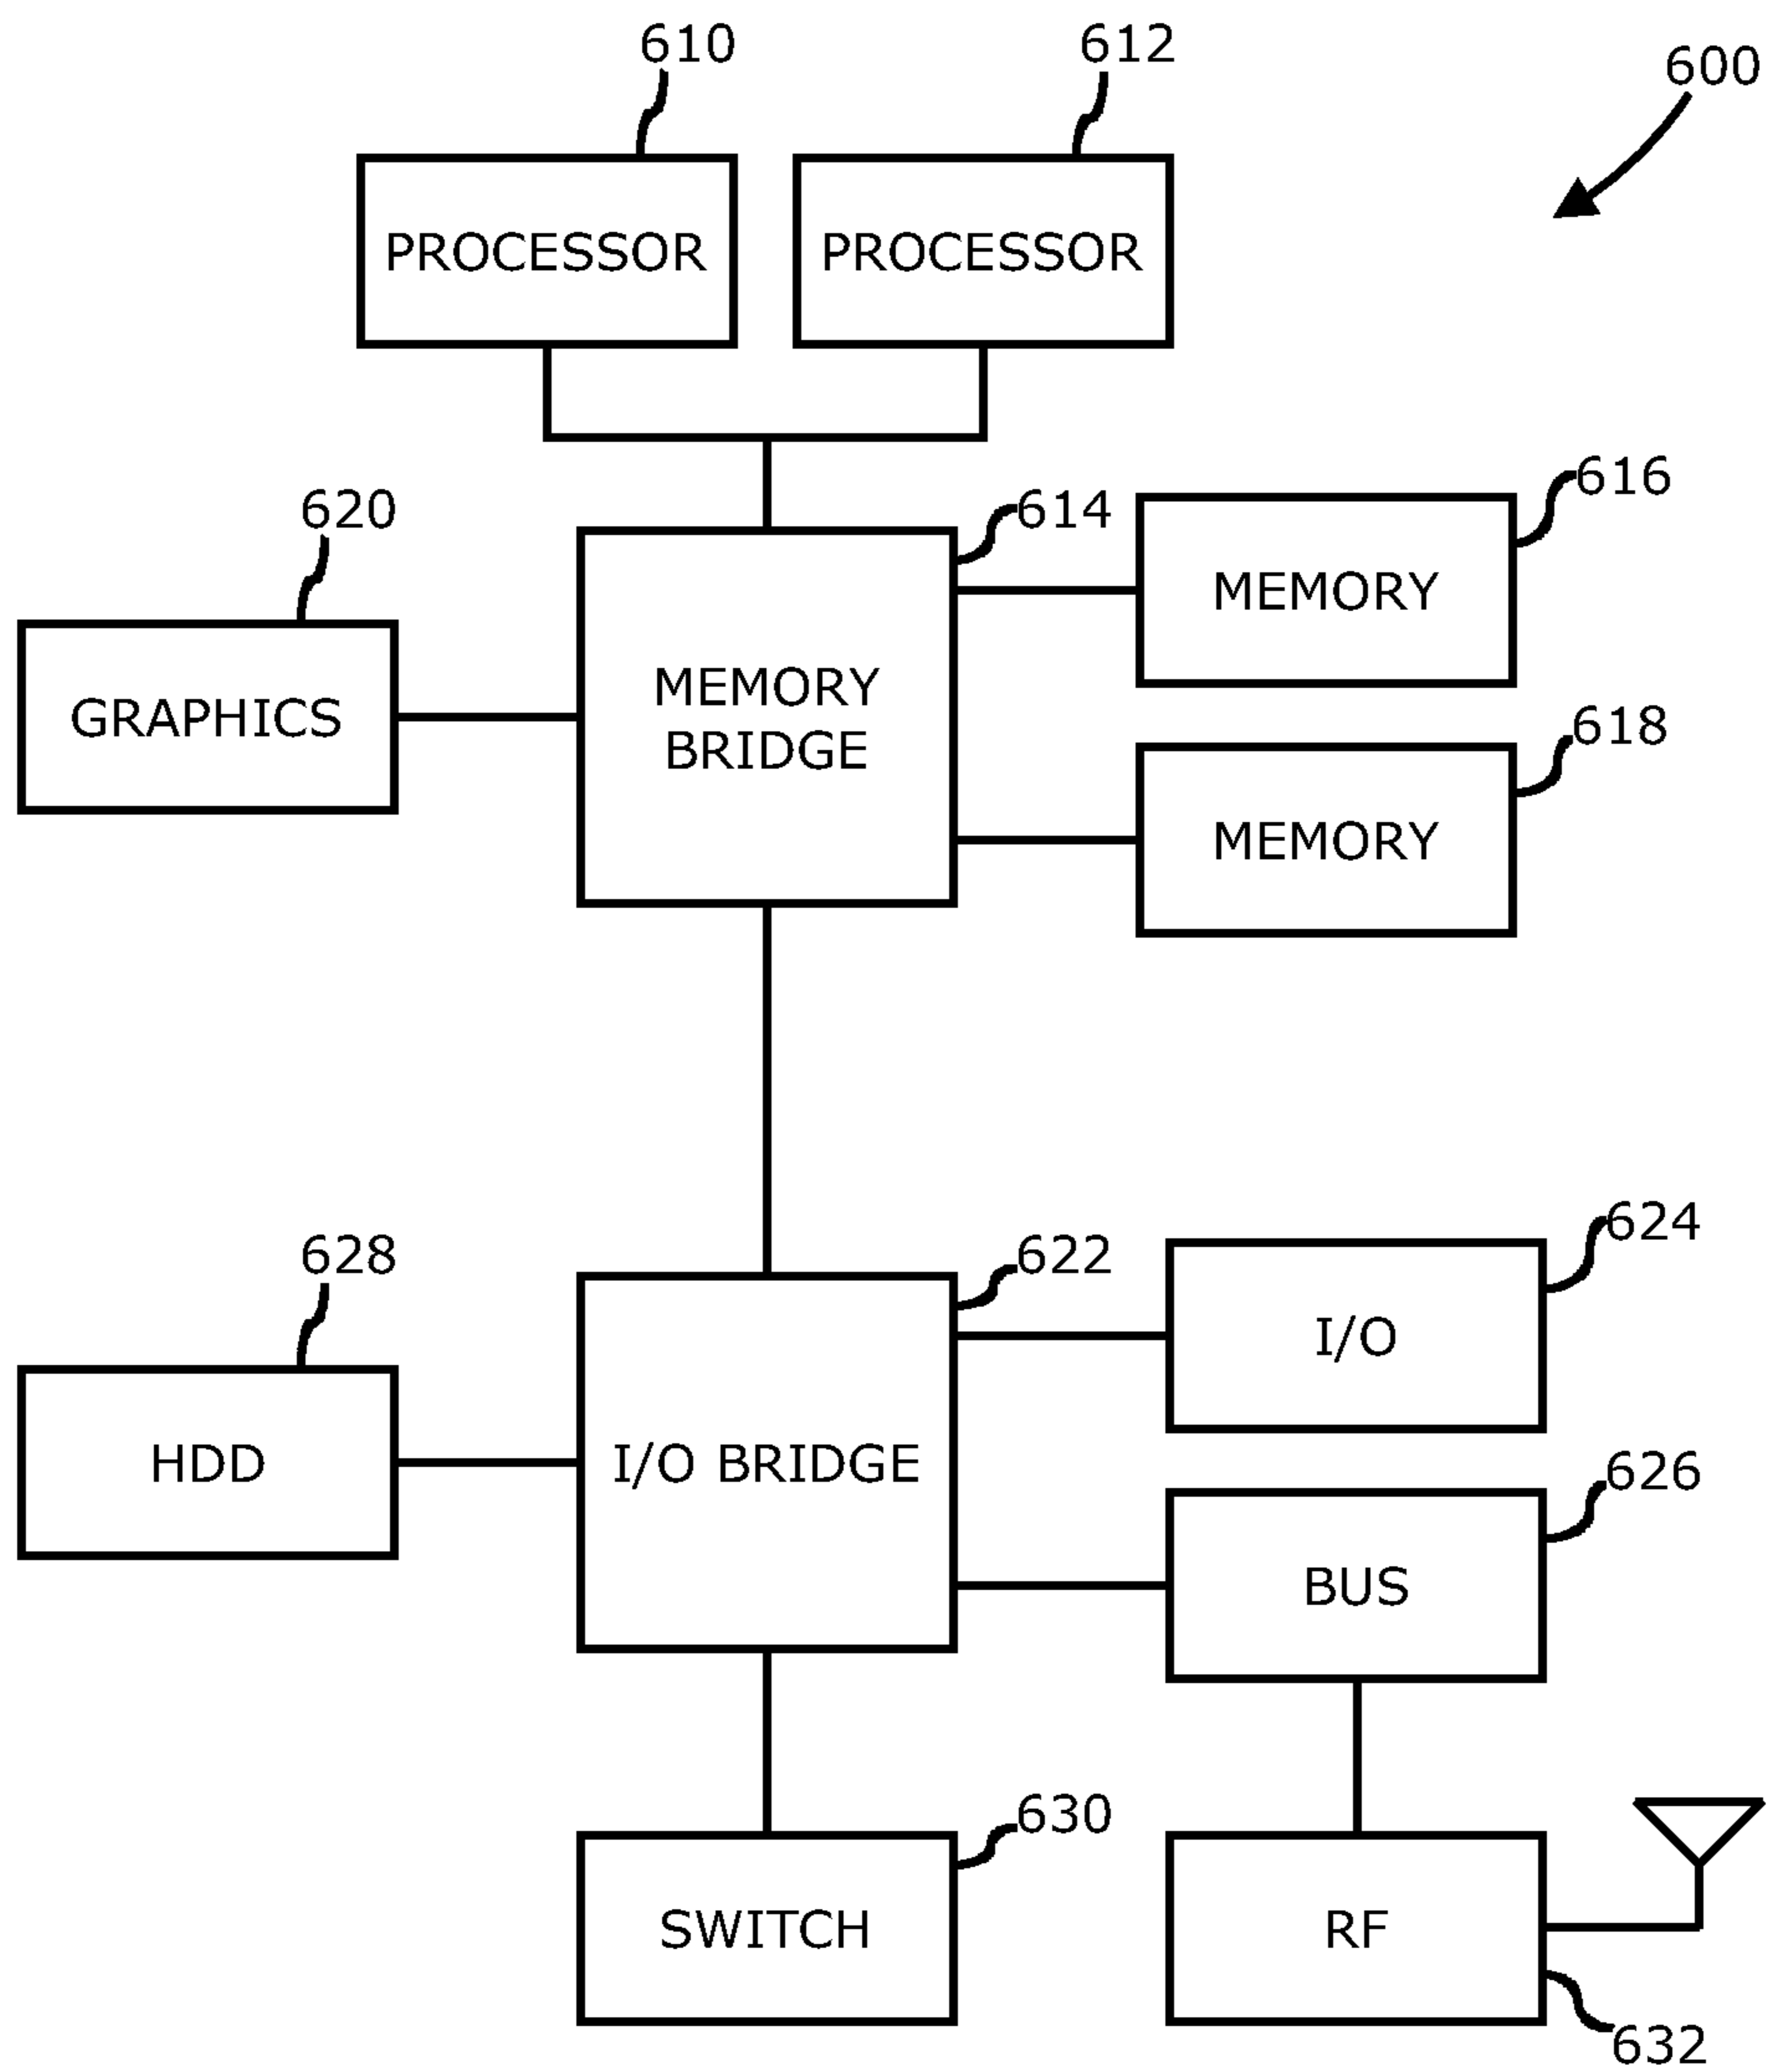 610
612
600
PROCESSOR
PROCESSOR
620
614
616
GRAPHICS
MEMORY
BRIDGE
MEMORY
618
MEMORY
628
622
624
HDD
I/O BRIDGE
I/O
626
BUS
630
SWITCH
RF
632